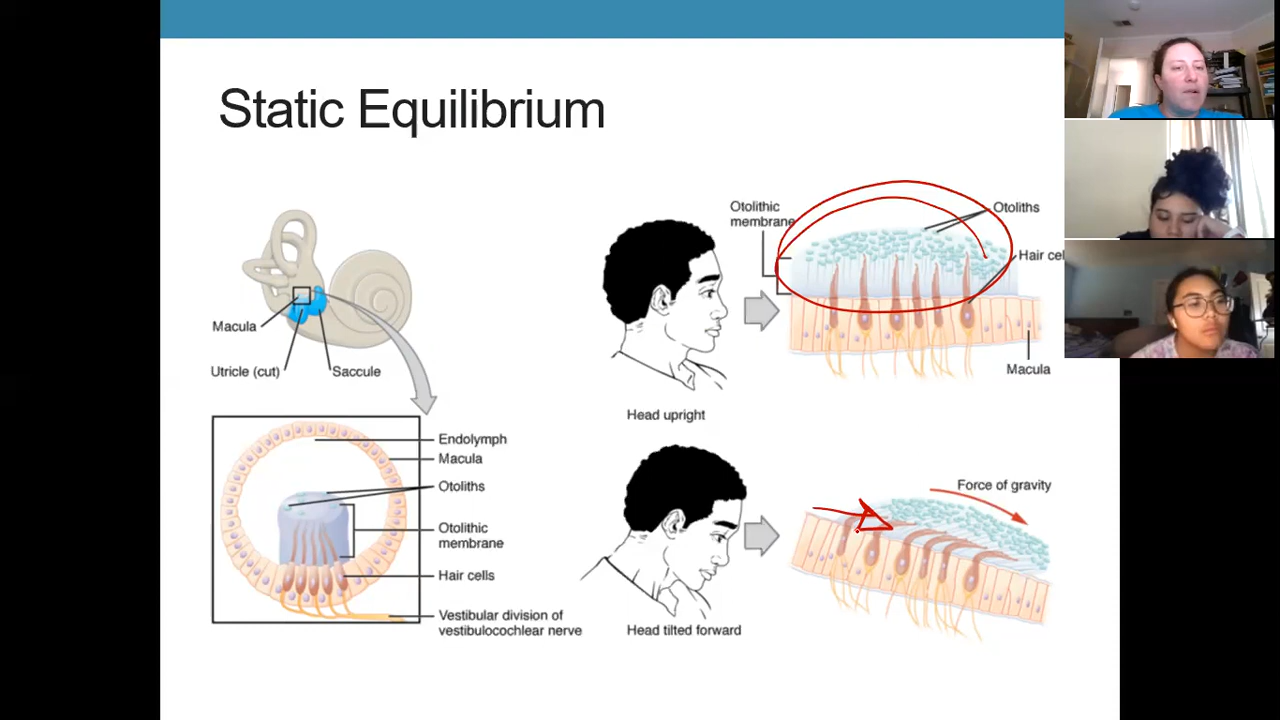 Static Equilibrium
Macula
Utricle (cut)
Saccule
Endolymph
Macula
Otoliths
Otolithic
membrane
Hair cells
Vestibular division of
vestibulocochlear nerve
Otolithic
membrane
Otoliths
Hair cel
Macula
Head upright
Force of gravity
Head tilted forward